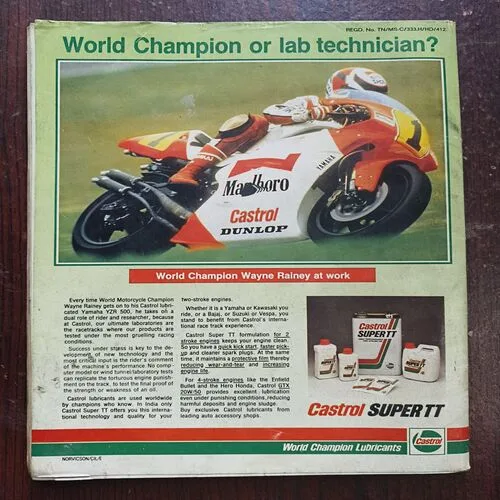 REGD. No. TN/MS-C/333,H/HD/412.
World Champion or lab technician?
1
YAMAHA
Marlboro
Castrol
DUNLOP
World Champion Wayne Rainey at work
Every time World Motorcycle Champion
Wayne Rainey gets on to his Castrol lubri-
cated Yamaha YZR 500, he takes on a
dual role of rider and researcher, because
at Castrol, our ultimate laboratories are
the racetracks where our products are
tested under the most gruelling racing
conditions.
Success under stress is key to the de-
velopment of new technology and the
most critical input is the rider's comment
of the machine's performance. No comp-
uter model or wind tunnel/laboratory tests
can replicate the torturous engine punish-
ment on the track, to test the final proof of
the strength or weakness of an oil.
Castrol lubricants are used worldwide
by champions who know. In India only
Castrol Super TT offers you this interna-
tional technology and quality for your
two-stroke engines.
Whether it is a Yamaha or Kawasaki you
ride, or a Bajaj, or Suzuki or Vespa, you
stand to benefit from Castrol's interna-
tional race track experience.
Castrol Super TT formulation for 2
stroke engines keeps your engine clean.
So you have a quick kick start, faster pick-
up and cleaner spark plugs. At the same
time, it maintains a protective film thereby
reducing wear-and-tear and increasing
engine life.
For 4-stroke engines like the Enfield
Bullet and the Hero Honda, Castrol GTX
20W/50 provides excellent lubrication
even under punishing conditions, reducing
harmful deposits and engine sludge.
Buy exclusive Castrol lubricants from
leading auto accessory shops.
Castrol
SUPER TT
Castrol SUPER TT
World Champion Lubricants
Castrol
NORVICSON/CIL/E